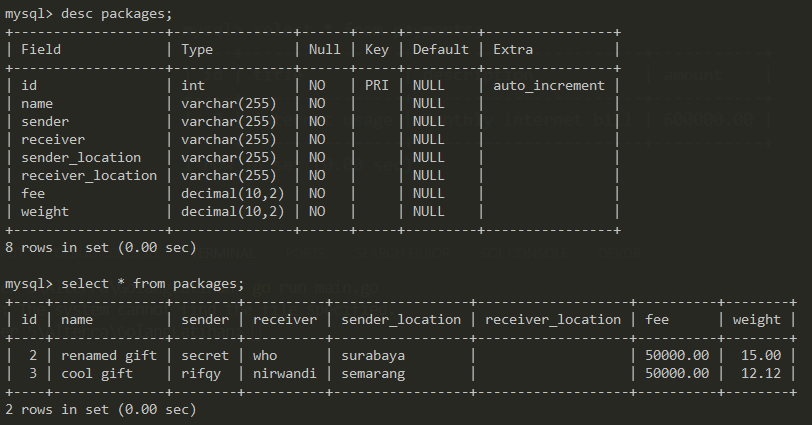 mysql> desc packages;
+-------------------+---------------+------+-----+---------+----------------+
| Field             | Type          | Null | Key | Default | Extra          |
+-------------------+---------------+------+-----+---------+----------------+
| id                | int           | NO   | PRI | NULL    | auto_increment |
| name              | varchar(255)  | NO   |     | NULL    |                |
| sender            | varchar(255)  | NO   |     | NULL    |                |
| receiver          | varchar(255)  | NO   |     | NULL    |                |
| sender_location   | varchar(255)  | NO   |     | NULL    |                |
| receiver_location | varchar(255)  | NO   |     | NULL    |                |
| fee               | decimal(10,2) | NO   |     | NULL    |                |
| weight            | decimal(10,2) | NO   |     | NULL    |                |
+-------------------+---------------+------+-----+---------+----------------+
8 rows in set (0.00 sec)
mysql> select * from packages;
+----+--------------+--------+----------+-----------------+-------------------+----------+--------+
| id | name         | sender | receiver | sender_location | receiver_location | fee      | weight |
+----+--------------+--------+----------+-----------------+-------------------+----------+--------+
|  2 | renamed gift | secret | who      | surabaya        |                   | 50000.00 |  15.00 |
|  3 | cool gift    | rifqy  | nirwandi | semarang        |                   | 50000.00 |  12.12 |
+----+--------------+--------+----------+-----------------+-------------------+----------+--------+
2 rows in set (0.00 sec)